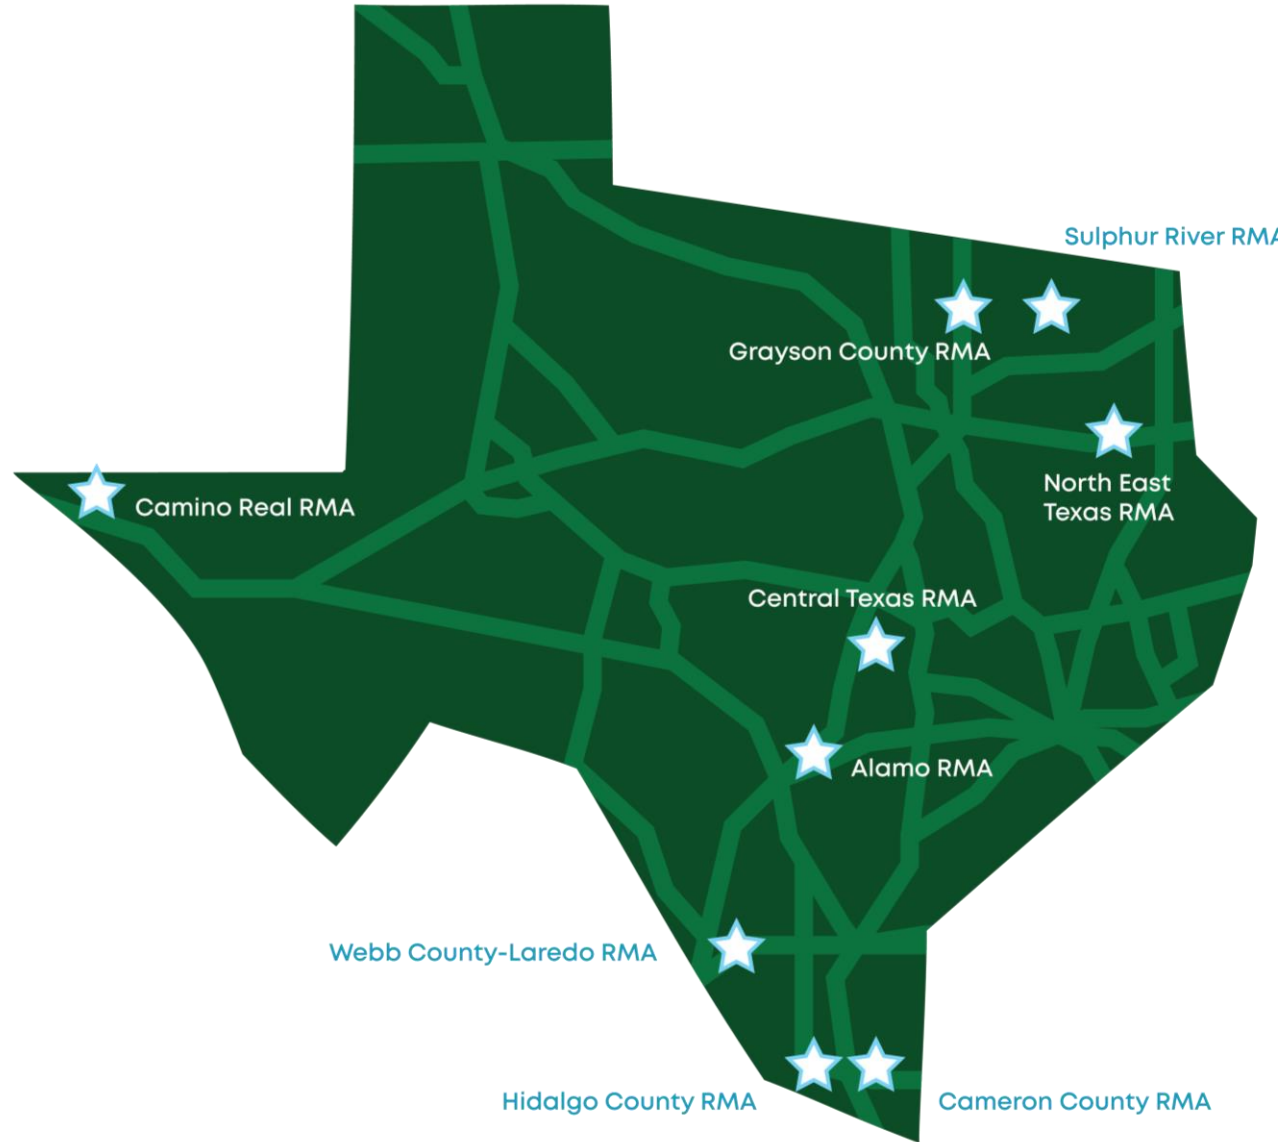 Sulphur River RMA
Grayson County RMA
North East
Texas RMA
Camino Real RMA
Central Texas RMA
Alamo RMA
Webb County-Laredo RMA
Hidalgo County RMA
Cameron County RMA